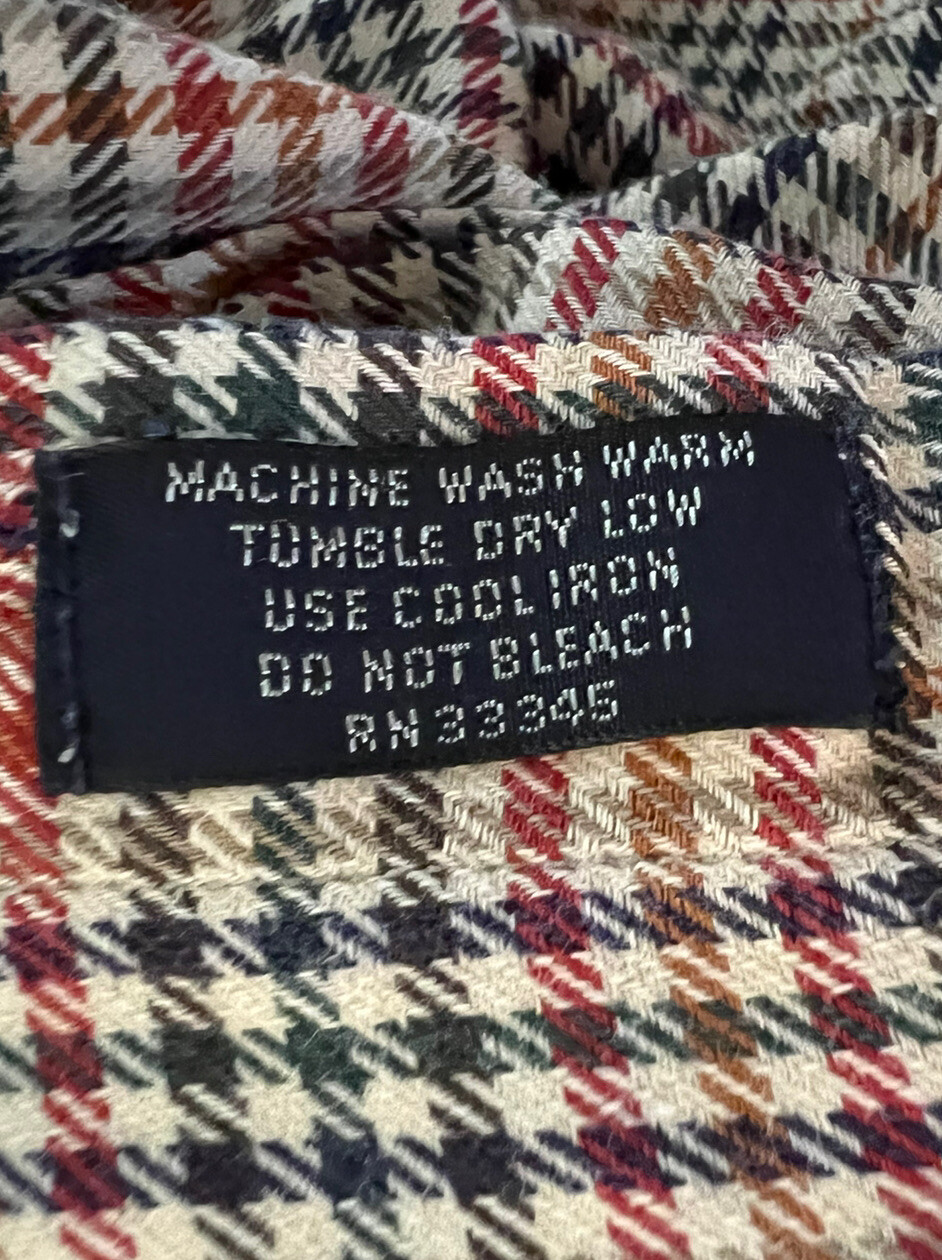 MACHINE WASH WARM
TUMBLE DRY LOW
USE COOL IRON
DO NOT BLEACH
RN 33345